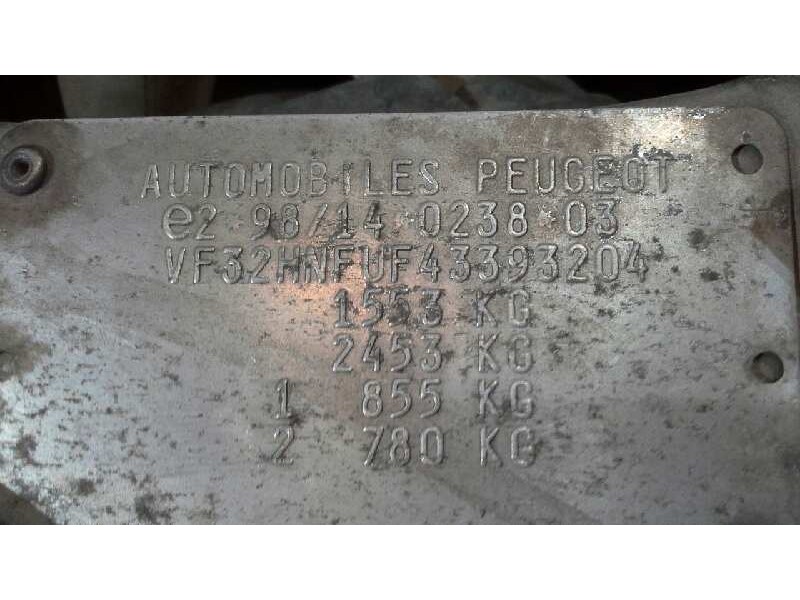 AUTOMOBILES PEUGEOT
e2 98/14 0238 03
VF32HNFUF43393204
1553 KG
2453 KG
1 855 KG
2 780 KG